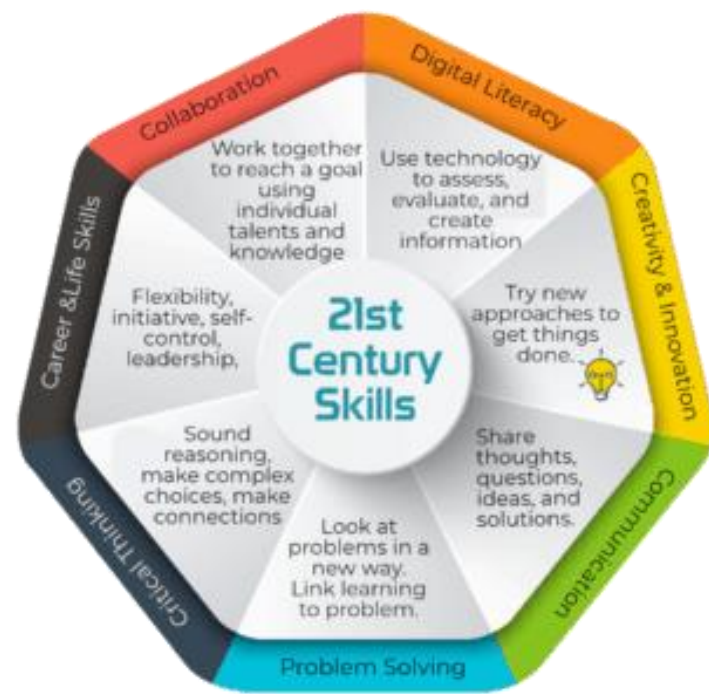 21st
Century
Skills
Collaboration
Work together
to reach a goal
using
individual
talents and
knowledge
Digital Literacy
Use technology
to assess,
evaluate, and
create
information
Creativity & Innovation
Try new
approaches to
get things
done.
Communication
Share
thoughts,
questions,
ideas, and
solutions.
Problem Solving
Look at
problems in a
new way.
Link learning
to problem.
Critical Thinking
Sound
reasoning,
make complex
choices, make
connections
Career &Life Skills
Flexibility,
initiative, self-
control,
leadership,